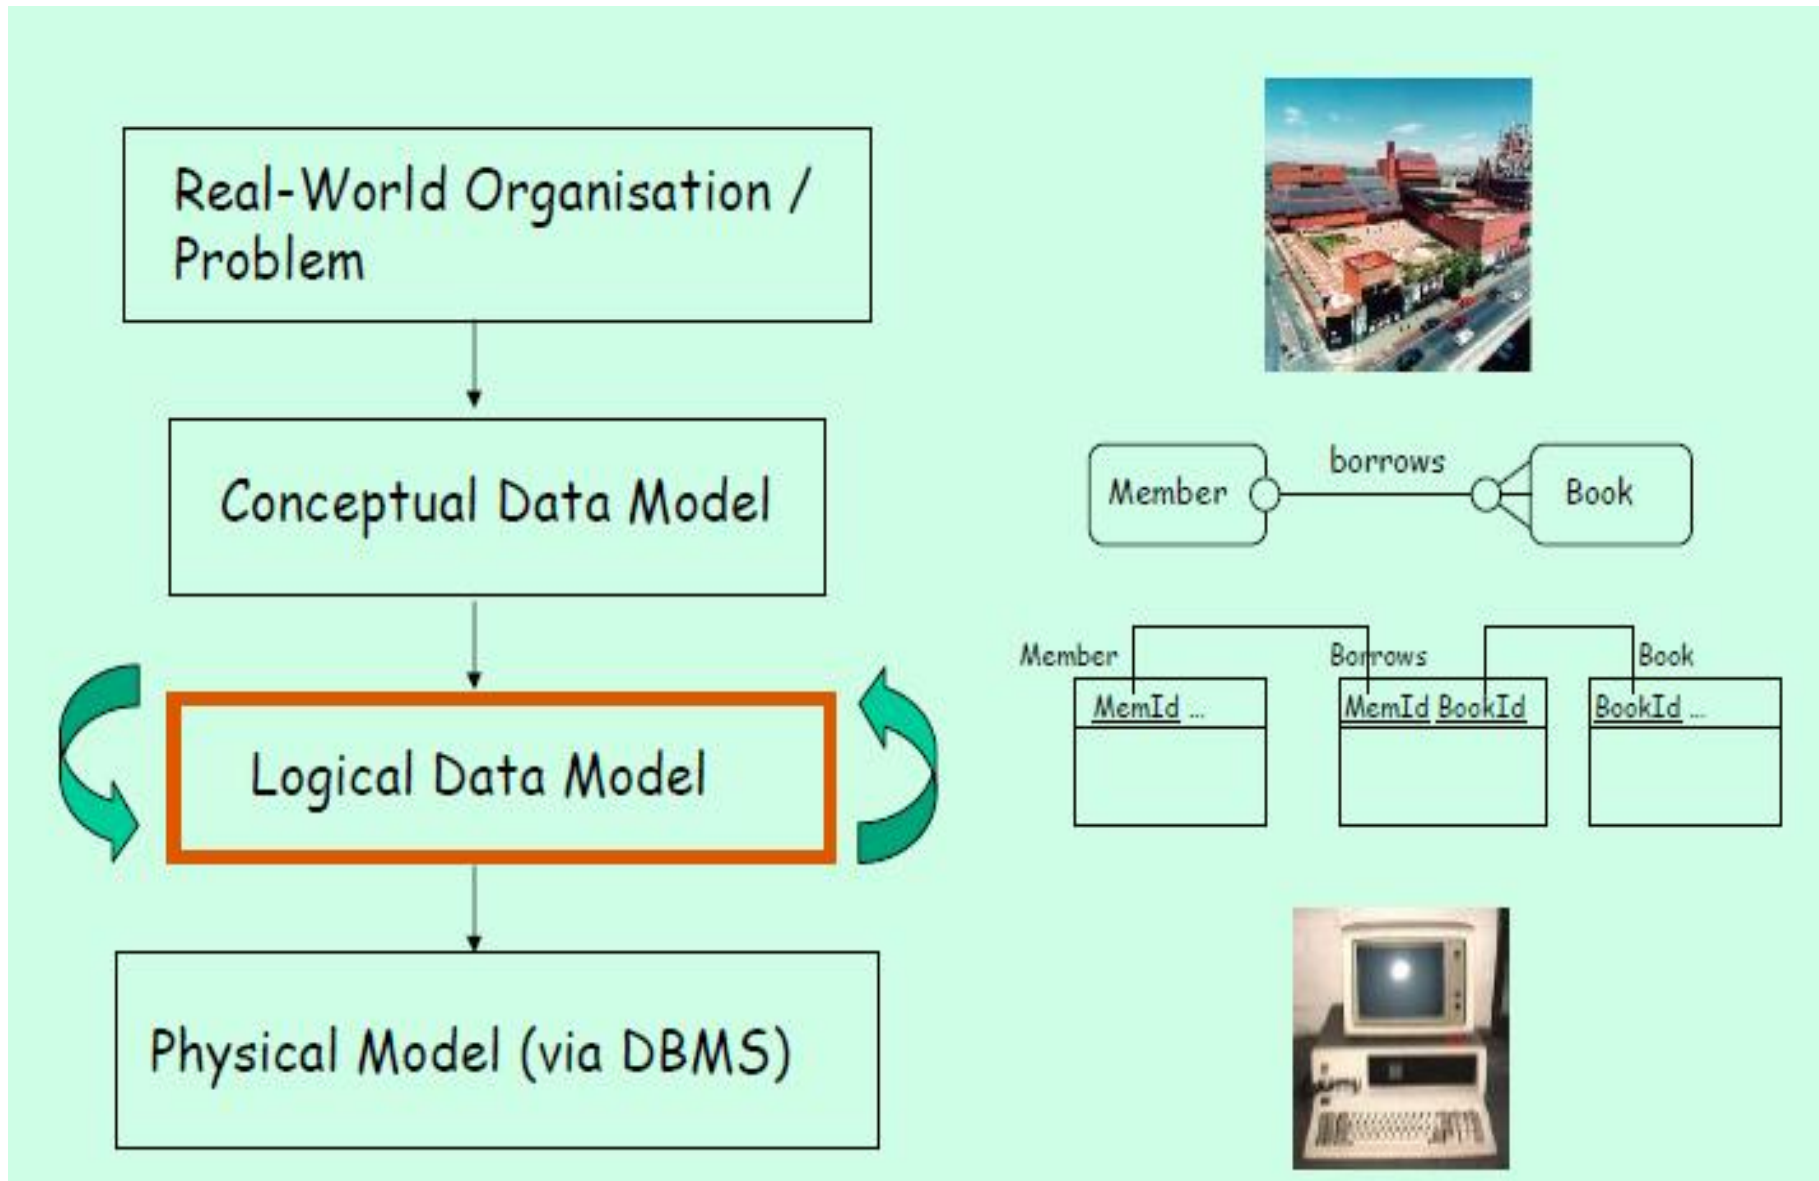 Real-World Organisation /
Problem
Conceptual Data Model
Logical Data Model
Physical Model (via DBMS)
borrows
Member
Book
Member
Borrows
Book
MemId ...
MemId BookId
BookId ...